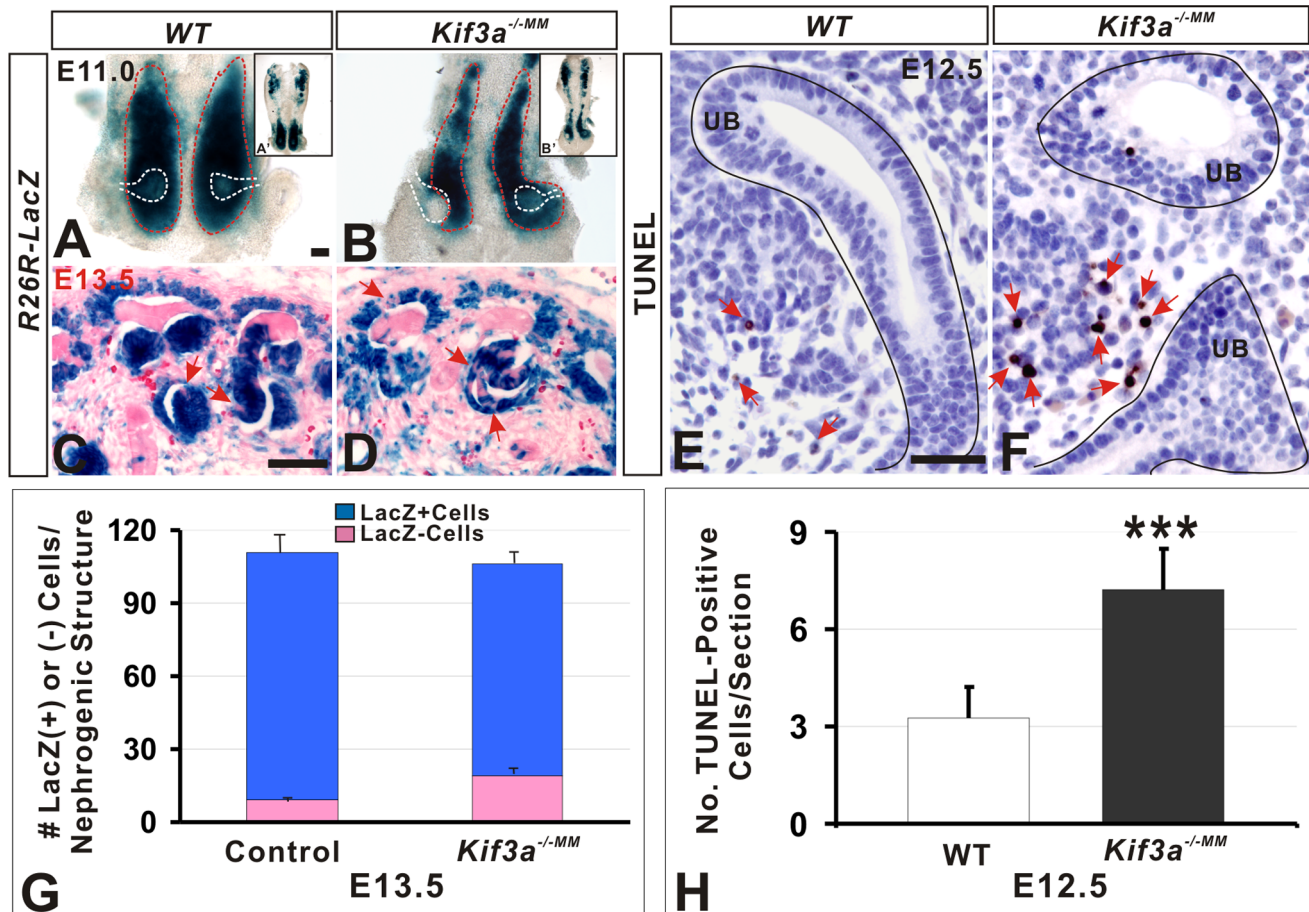 WT
Kif3a-/-MM
WT
Kif3a-/-MM
R26R-LacZ
E11.0
A
A'
B
B'
E13.5
C
D
TUNEL
E12.5
UB
E
UB
UB
F
# LacZ(+) or (-) Cells/
Nephrogenic Structure
120
90
60
30
0
LacZ+Cells
LacZ-Cells
Control
Kif3a-/-MM
E13.5
G
No. TUNEL-Positive
Cells/Section
9
6
3
0
***
WT
Kif3a-/-MM
E12.5
H